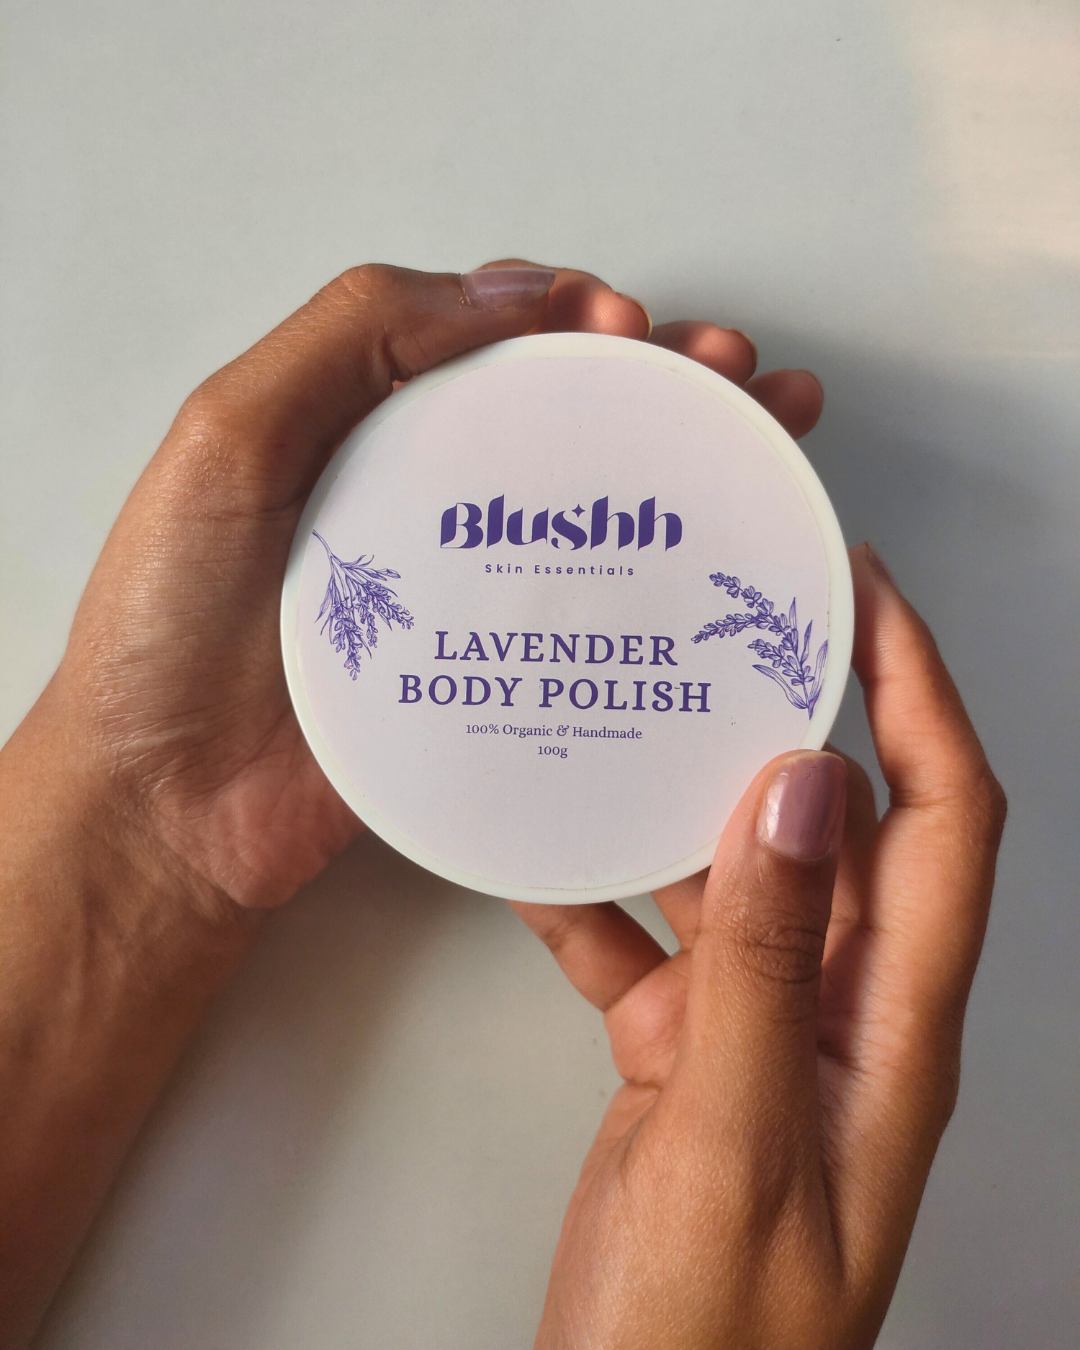 Blushh
Skin Essentials
LAVENDER
BODY POLISH
100% Organic & Handmade
100g